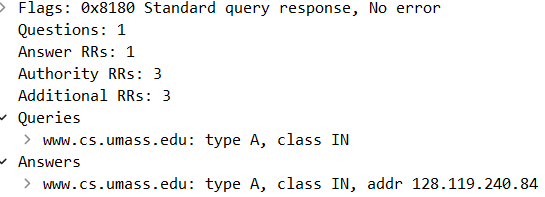 Flags: 0x8180 Standard query response, No error
Questions: 1
Answer RRs: 1
Authority RRs: 3
Additional RRs: 3
Queries
www.cs.umass.edu: type A, class IN
Answers
www.cs.umass.edu: type A, class IN, addr 128.119.240.84